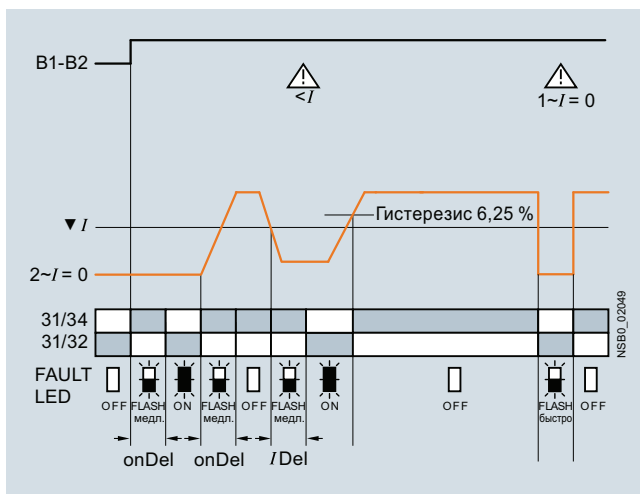 B1-B2
<I
1~I = 0
▼ I
Гистерезис 6,25 %
2~I = 0
31/34
31/32
NSB0_02049
FAULT
LED
OFF FLASH ON FLASH OFF FLASH ON OFF FLASH OFF
медл. медл. медл. быстро
onDel onDel I Del